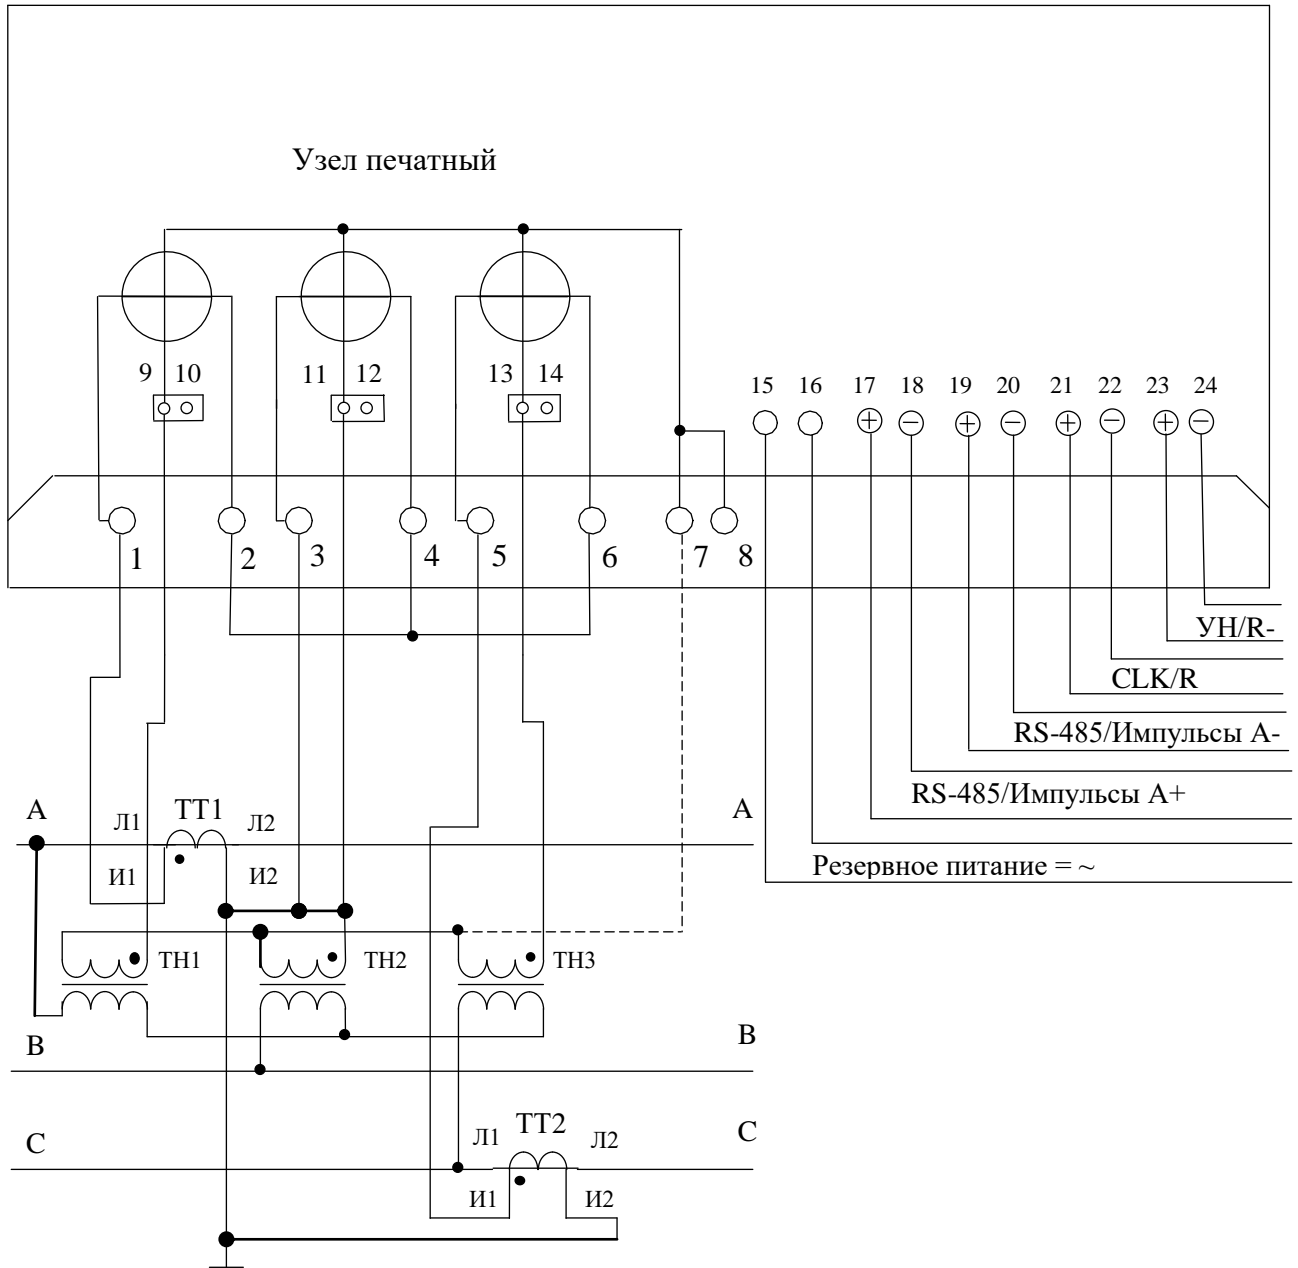 Узел печатный
9 10 11 12 13 14
15 16 17 18 19 20 21 22 23 24
1 2 3 4 5 6 7 8
УН/R-
CLK/R
RS-485/Импульсы А-
RS-485/Импульсы А+
Резервное питание = ~
А Л1 ТТ1 Л2 А
И1 И2
ТН1 ТН2 ТН3
В В
С Л1 ТТ2 Л2 С
И1 И2